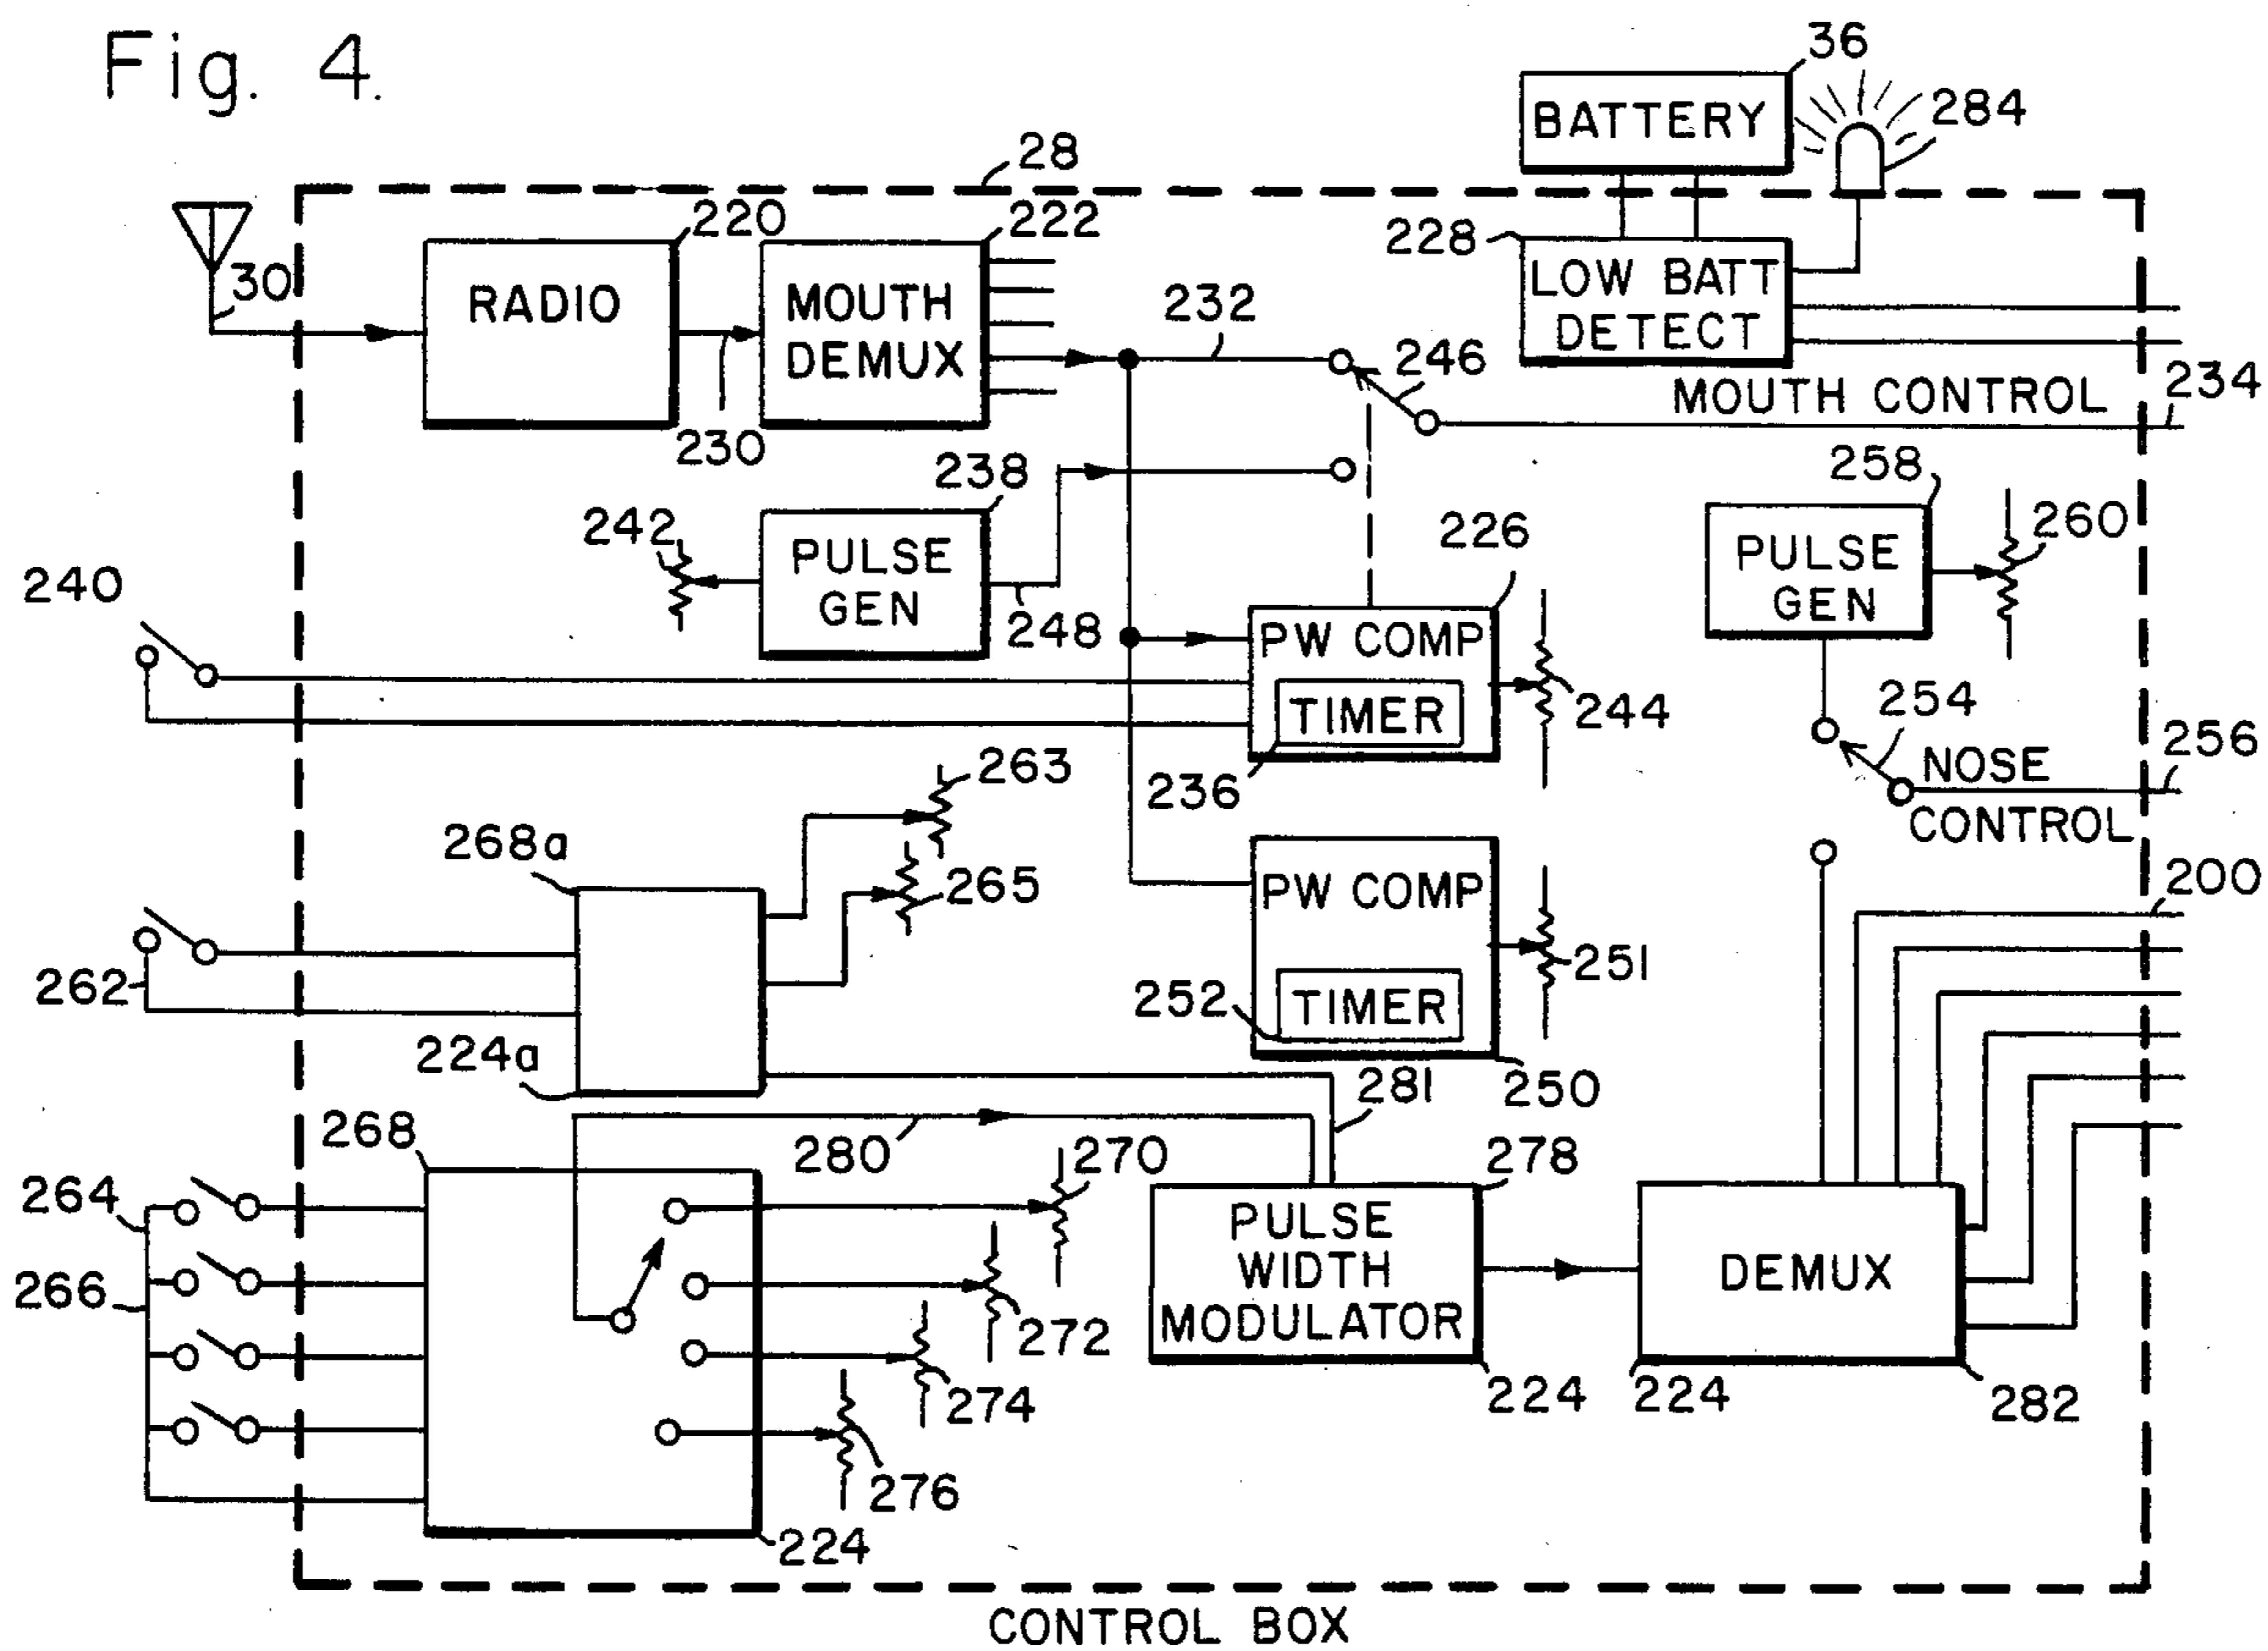 Fig. 4.
36
BATTERY
284
28
220
222
228
LOW BATT
DETECT
30
RADIO
MOUTH
DEMUX
232
246
MOUTH CONTROL
234
230
238
258
242
PULSE
GEN
248
226
PULSE
GEN
260
240
PW COMP
TIMER
244
236
254
NOSE
CONTROL
256
263
268a
265
PW COMP
TIMER
251
252
250
200
262
224a
281
268
280
270
278
264
266
272
PULSE
WIDTH
MODULATOR
DEMUX
274
224
224
282
276
224
CONTROL BOX